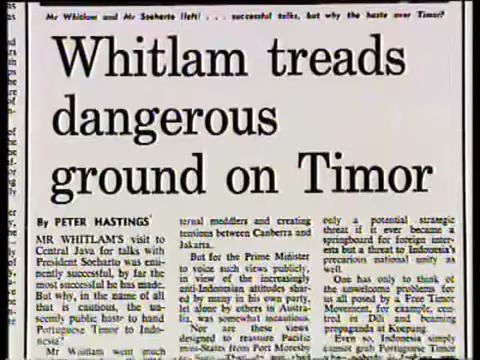 Mr Whitlam and Mr Soeharto (left) . . . successful talks, but why the haste over Timor?
Whitlam treads
dangerous
ground on Timor
By PETER HASTINGS
MR WHITLAM'S visit to
Central Java for talks with
President Soeharto was emi-
nently successful, by far the
most successful he has made.
But why, in the name of all
that is cautious, the un-
seemly public haste to hand
Portuguese Timor to Indo-
nesia?
Mr Whitlam went much
ternal meddlers and creating
tensions between Canberra and
Jakarta.
But for the Prime Minister
to voice such views publicly,
in view of the increasingly
anti-Indonesian attitudes shar-
ed by many in his own party,
let alone by others in Austra-
lia, was somewhat incautious.
Nor are these views
designed to reassure Pacific
mini-States from Port Moresby
only a potential strategic
threat if it ever became a
springboard for foreign inter-
ests but a threat to Indonesia's
precarious national unity as
well.
One has only to think of
the unwelcome problems for
us all posed by a Free Timor
Movement, for example, cen-
tred in Dili and beaming
propaganda at Koepang.
Even so, Indonesia simply
cannot grab Portuguese Timor